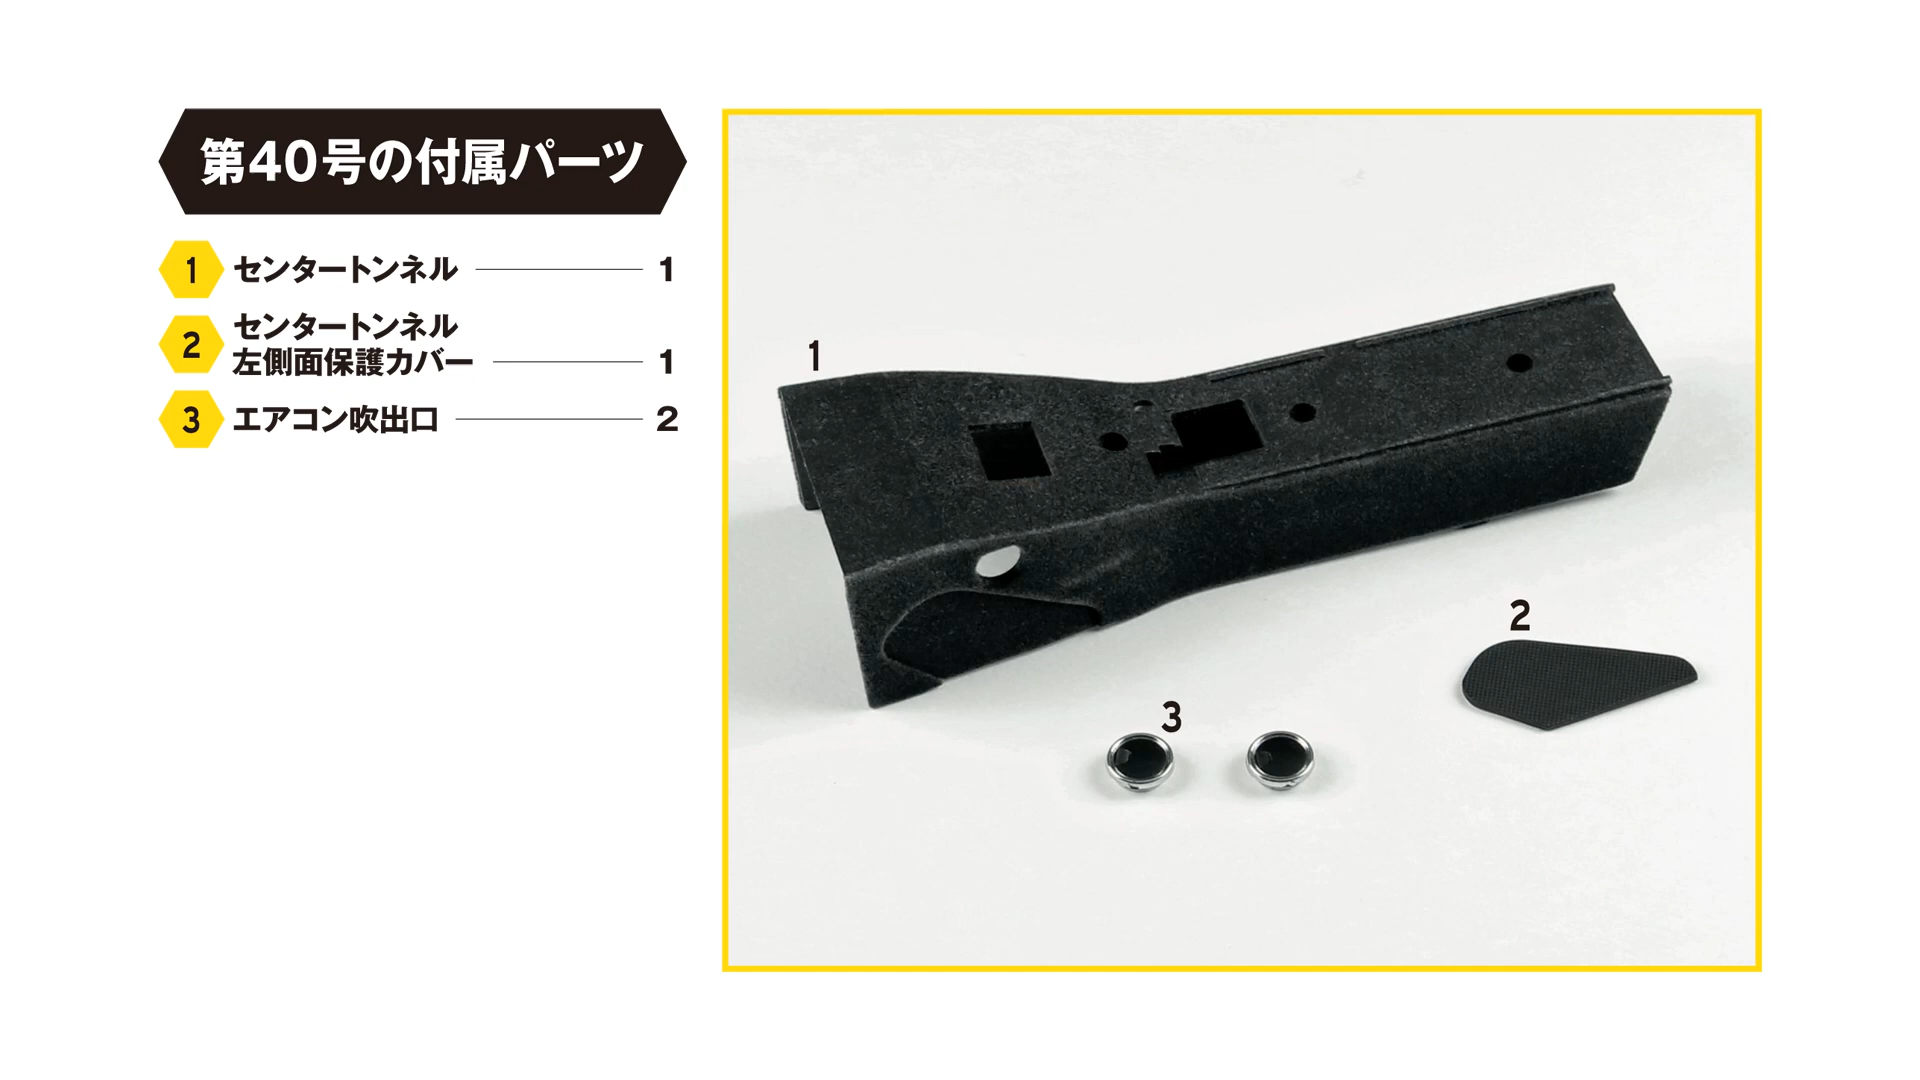 第40号の付属パーツ
1 センタートンネル 1
2 センタートンネル
左側面保護カバー 1
3 エアコン吹出口 2
1
2
3